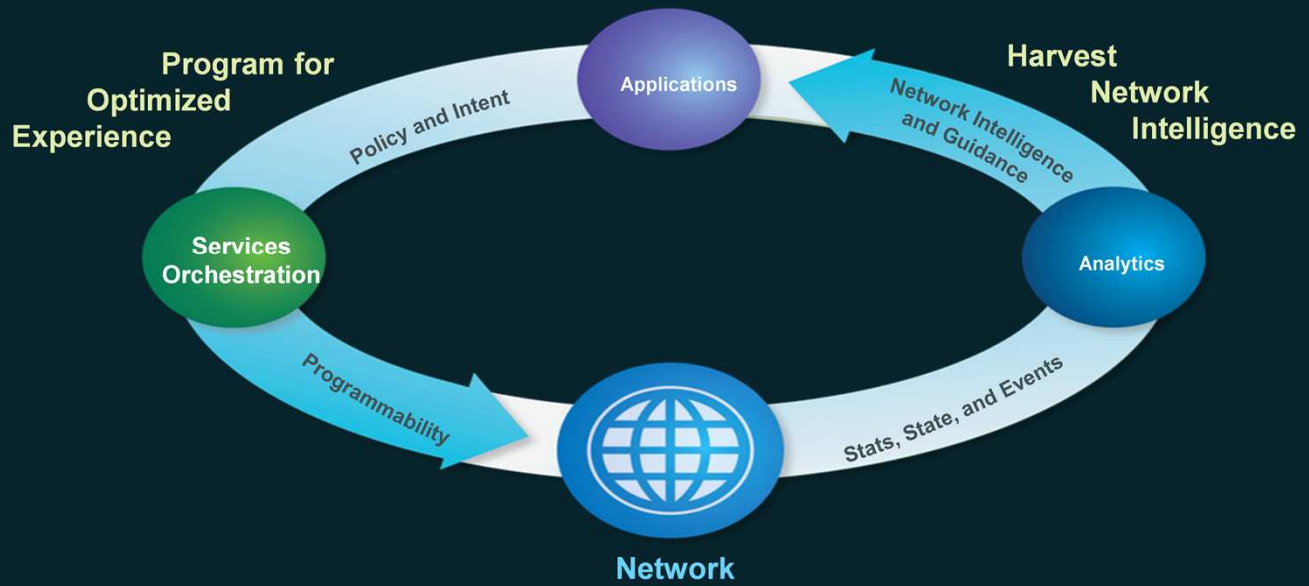 Program for
Optimized
Experience
Harvest
Network
Intelligence
Applications
Policy and Intent
Network Intelligence
and Guidance
Services
Orchestration
Analytics
Programmability
Stats, State, and Events
Network